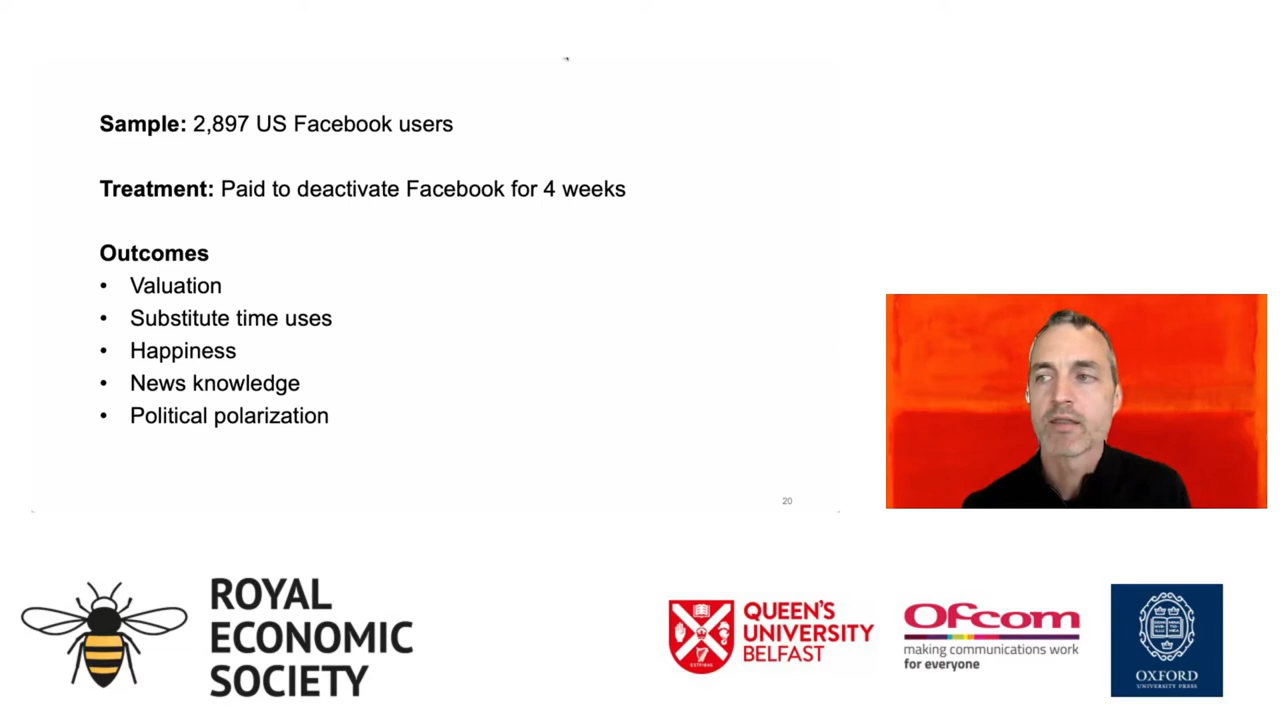 Sample: 2,897 US Facebook users
Treatment: Paid to deactivate Facebook for 4 weeks
Outcomes
• Valuation
• Substitute time uses
• Happiness
• News knowledge
• Political polarization
20
ROYAL
ECONOMIC
SOCIETY
QUEEN'S
UNIVERSITY
BELFAST
ESTD1845
Ofcom
making communications work
for everyone
OXFORD
UNIVERSITY PRESS